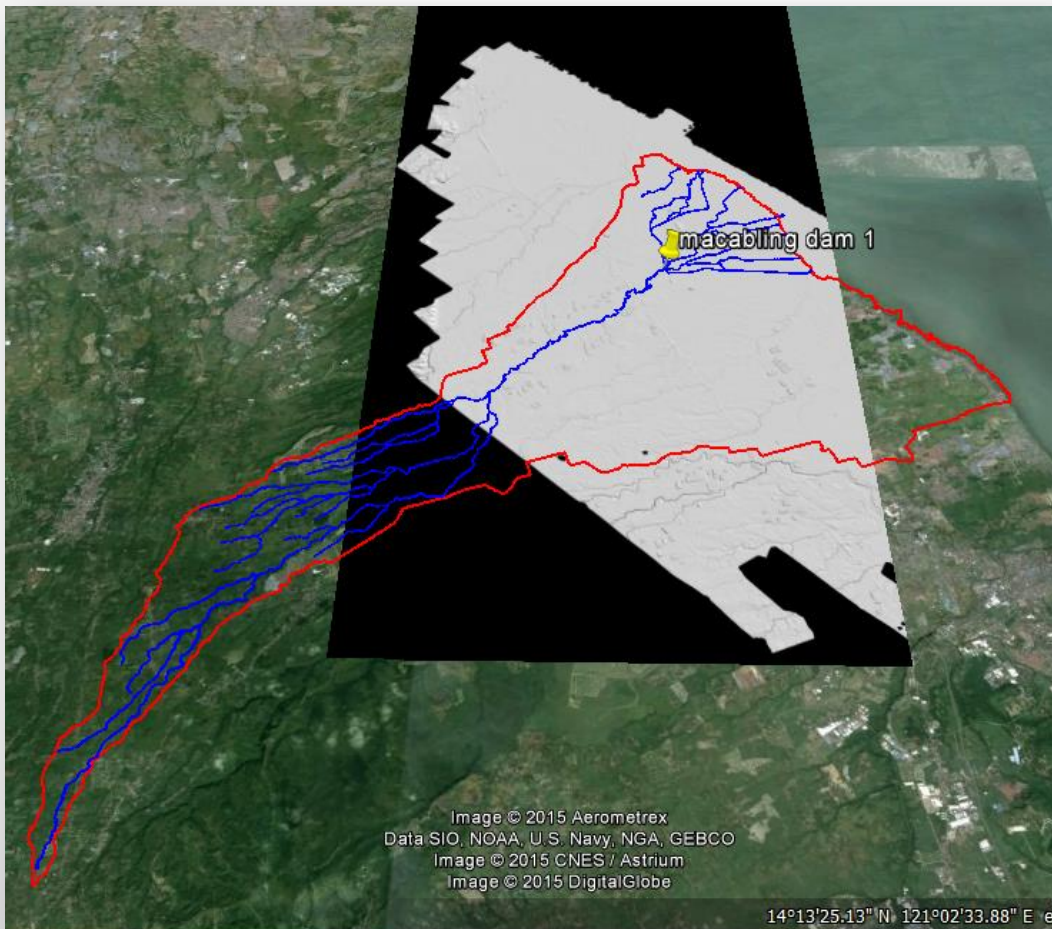 macabling dam 1
Image © 2015 Aerometrex
Data SIO, NOAA, U.S. Navy, NGA, GEBCO
Image © 2015 CNES / Astrium
Image © 2015 DigitalGlobe
14°13'25.13" N 121°02'33.88" E e